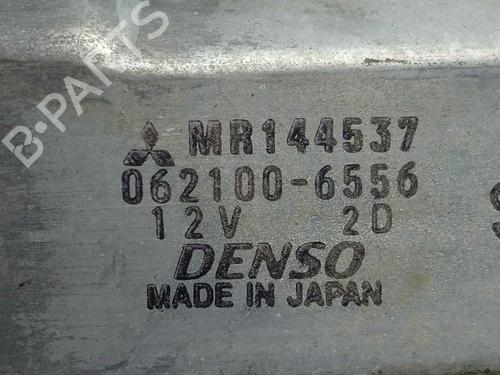 B-PARTS
MR144537
062100-6556
12V 2D
DENSO
MADE IN JAPAN